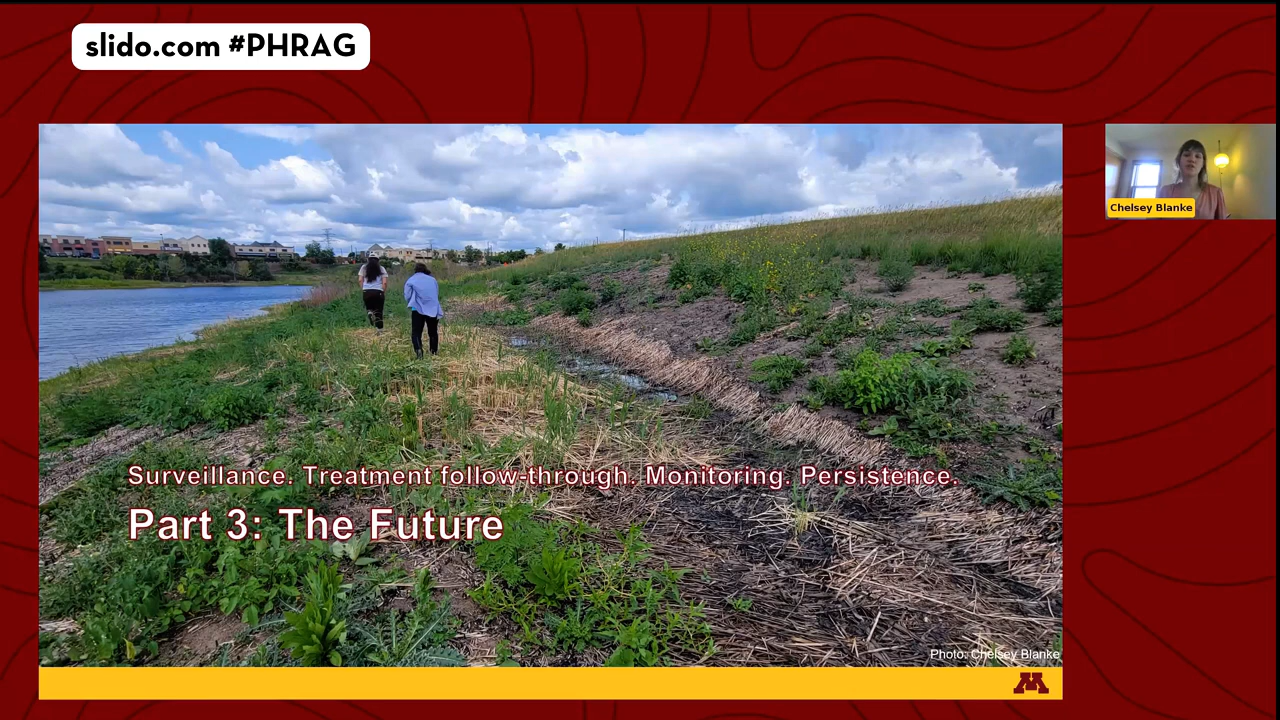 slido.com #PHRAG
Chelsey Blanke
Surveillance. Treatment follow-through. Monitoring. Persistence.
Part 3: The Future
Photo: Chelsey Blanke
M